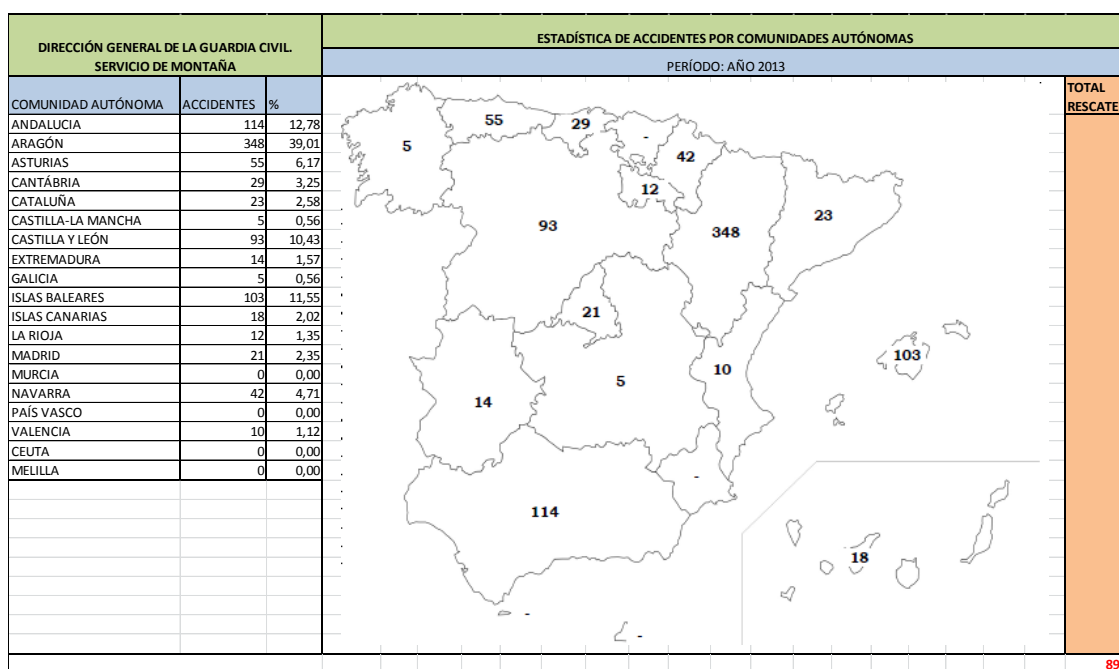 DIRECCIÓN GENERAL DE LA GUARDIA CIVIL.
SERVICIO DE MONTAÑA
ESTADÍSTICA DE ACCIDENTES POR COMUNIDADES AUTÓNOMAS
PERÍODO: AÑO 2013
COMUNIDAD AUTÓNOMA ACCIDENTES %
ANDALUCIA 114 12,78
ARAGÓN 348 39,01
ASTURIAS 55 6,17
CANTÁBRIA 29 3,25
CATALUÑA 23 2,58
CASTILLA-LA MANCHA 5 0,56
CASTILLA Y LEÓN 93 10,43
EXTREMADURA 14 1,57
GALICIA 5 0,56
ISLAS BALEARES 103 11,55
ISLAS CANARIAS 18 2,02
LA RIOJA 12 1,35
MADRID 21 2,35
MURCIA 0 0,00
NAVARRA 42 4,71
PAÍS VASCO 0 0,00
VALENCIA 10 1,12
CEUTA 0 0,00
MELILLA 0 0,00
5
55
29
-
42
12
93
348
23
21
103
10
5
14
-
114
18
-
-
TOTAL
RESCATE
89